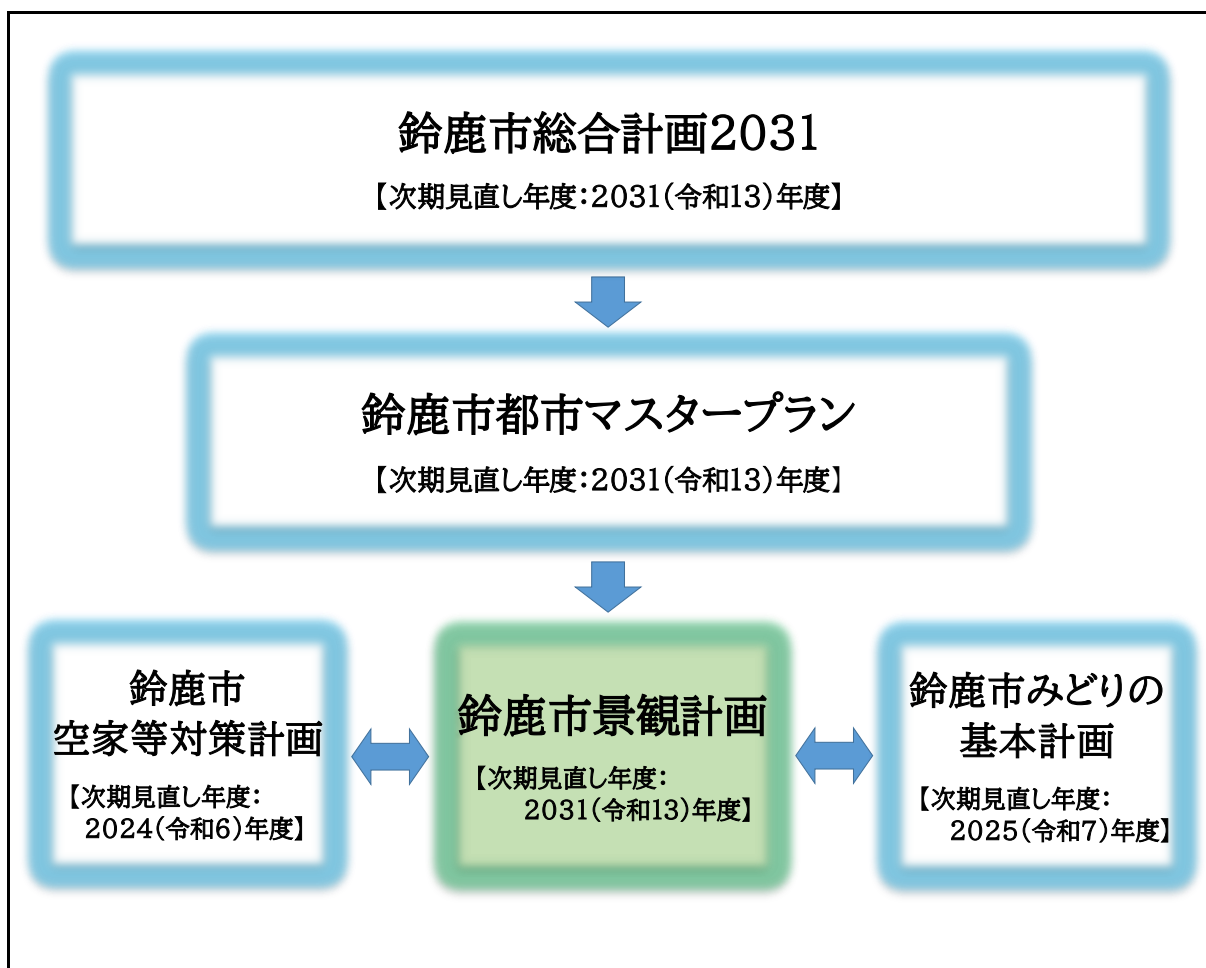 鈴鹿市総合計画2031
【次期見直し年度:2031(令和13)年度】
鈴鹿市都市マスタープラン
【次期見直し年度:2031(令和13)年度】
鈴鹿市
空家等対策計画
【次期見直し年度:
2024(令和6)年度】
鈴鹿市景観計画
【次期見直し年度:
2031(令和13)年度】
鈴鹿市みどりの
基本計画
【次期見直し年度:
2025(令和7)年度】